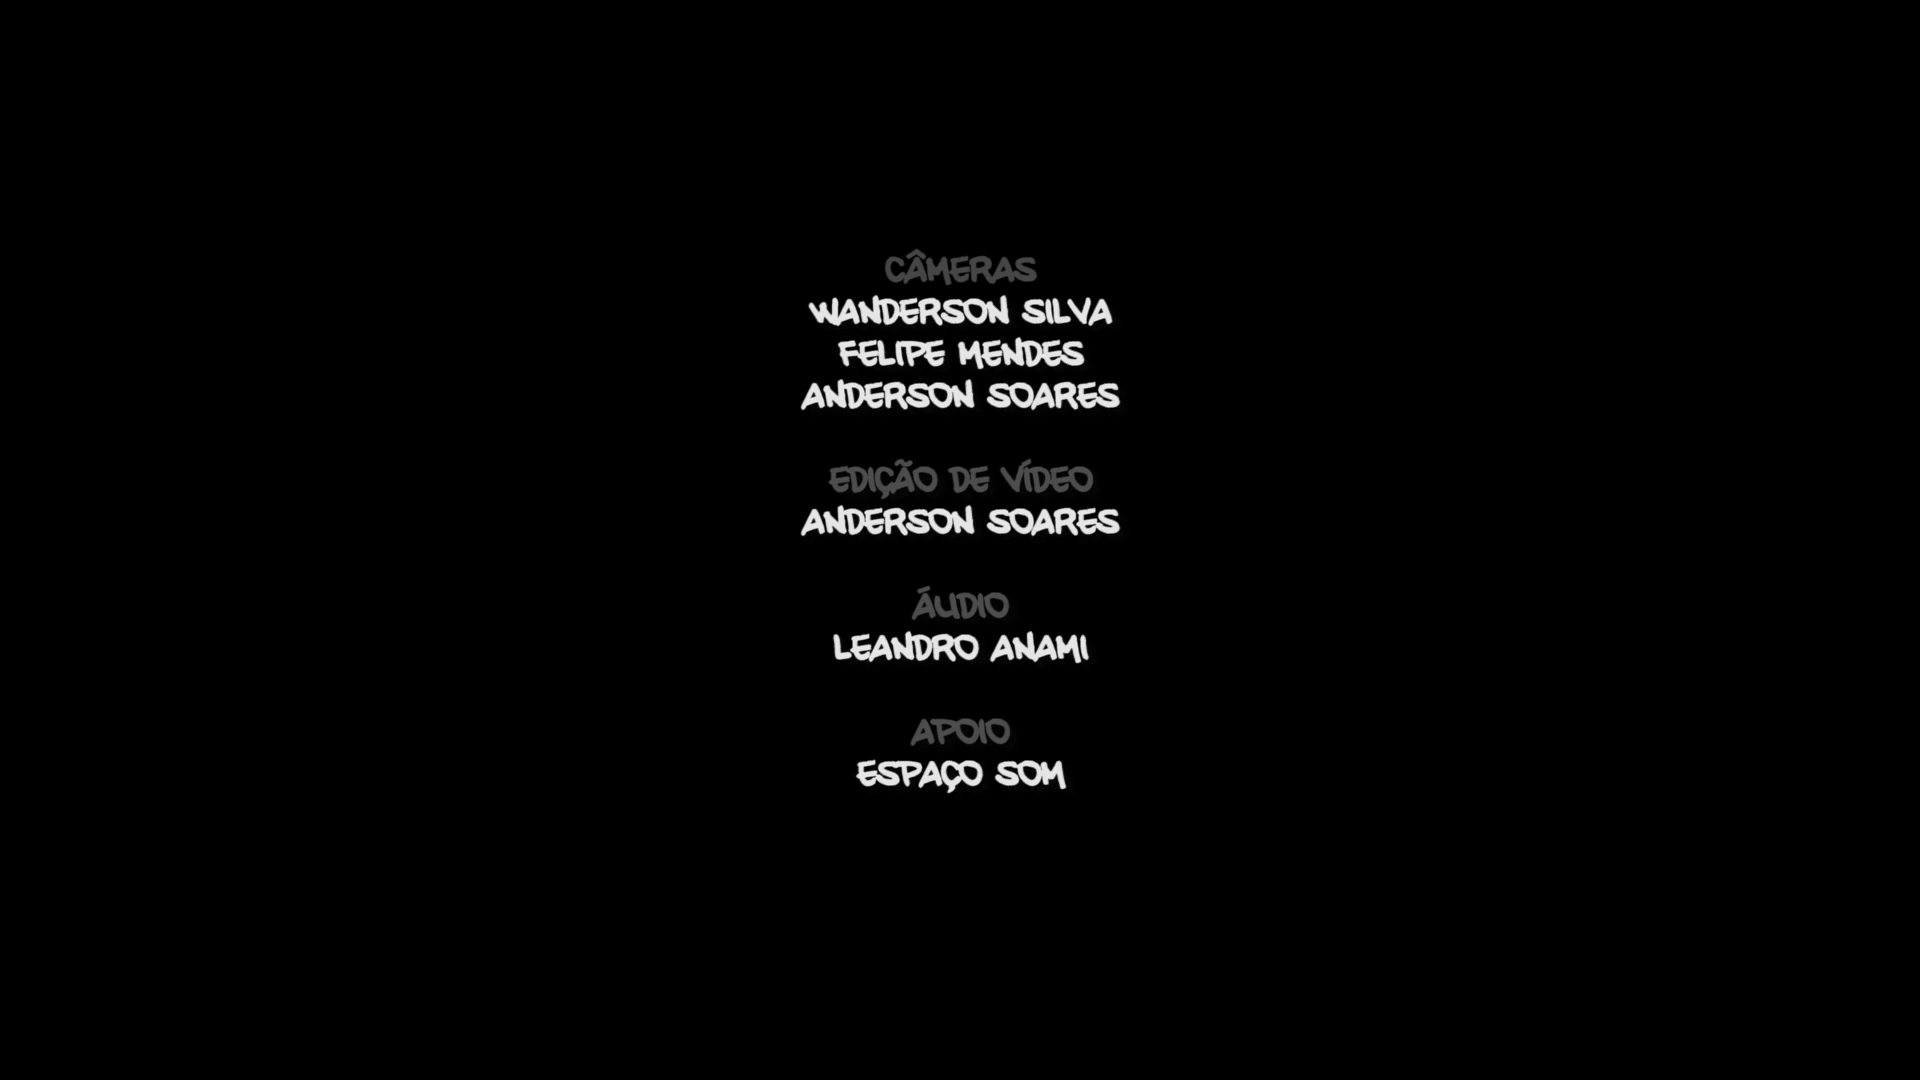 CÂMERAS
WANDERSON SILVA
FELIPE MENDES
ANDERSON SOARES
EDIÇÃO DE VÍDEO
ANDERSON SOARES
ÁUDIO
LEANDRO ANAMI
APOIO
ESPAÇO SOM